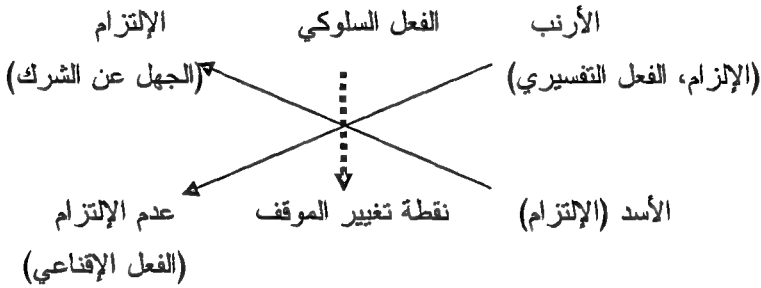 الأرنب الفعل السلوكي الإلتزام
(الإلزام، الفعل التفسيري) (الجهل عن الشرك)
الأسد (الإلتزام) نقطة تغيير الموقف عدم الإلتزام
(الفعل الإقناعي)